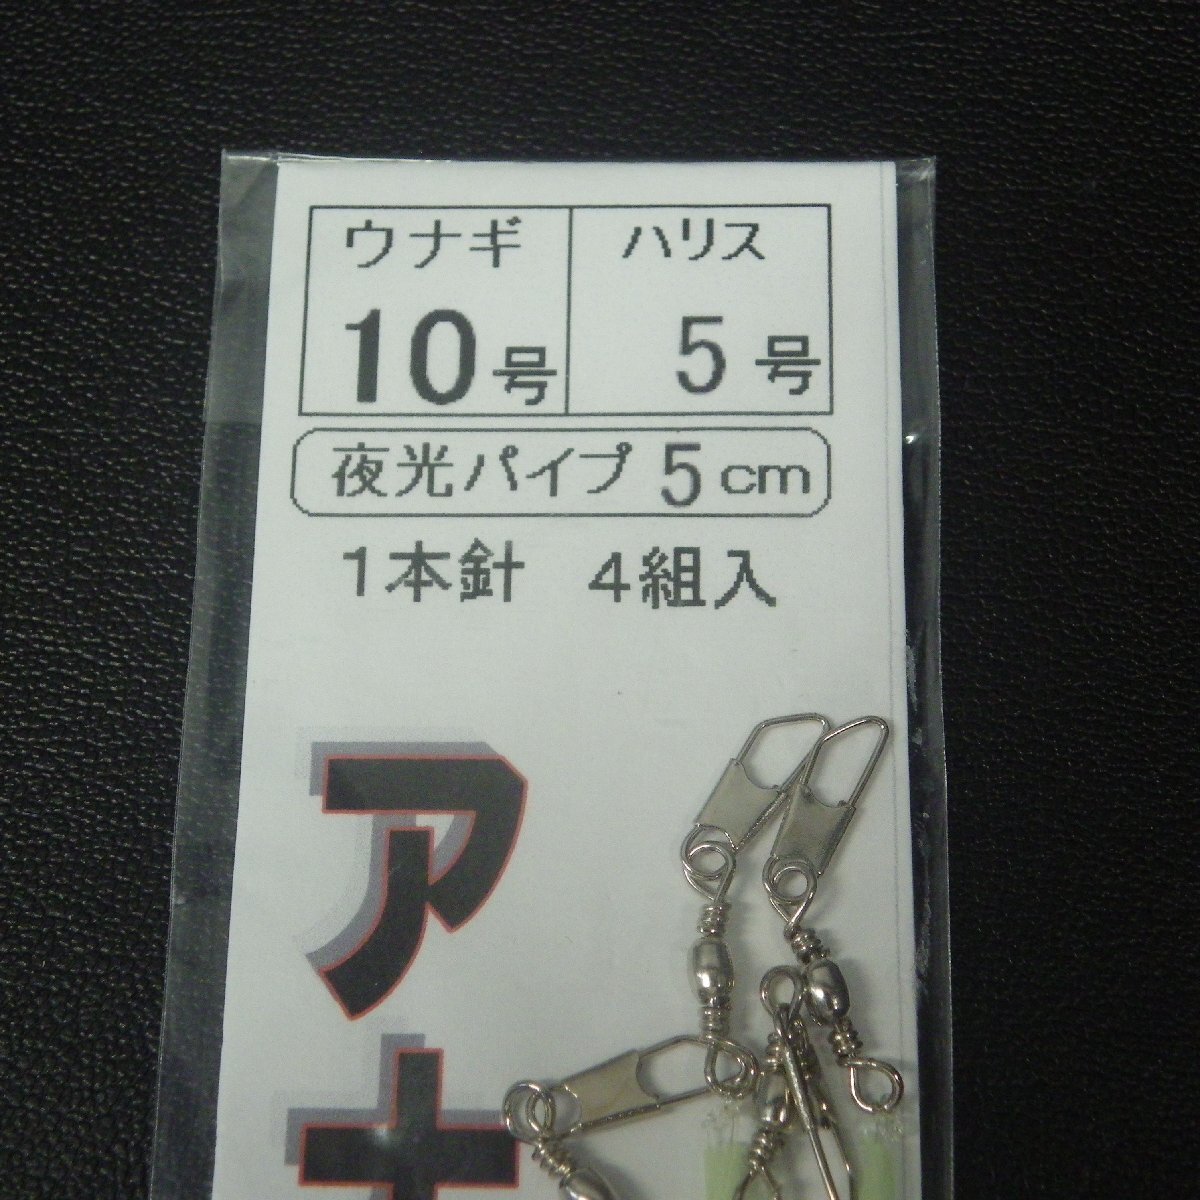 ウナギ ハリス
10号 5号
夜光パイプ 5cm
1本針 4組入
アナ